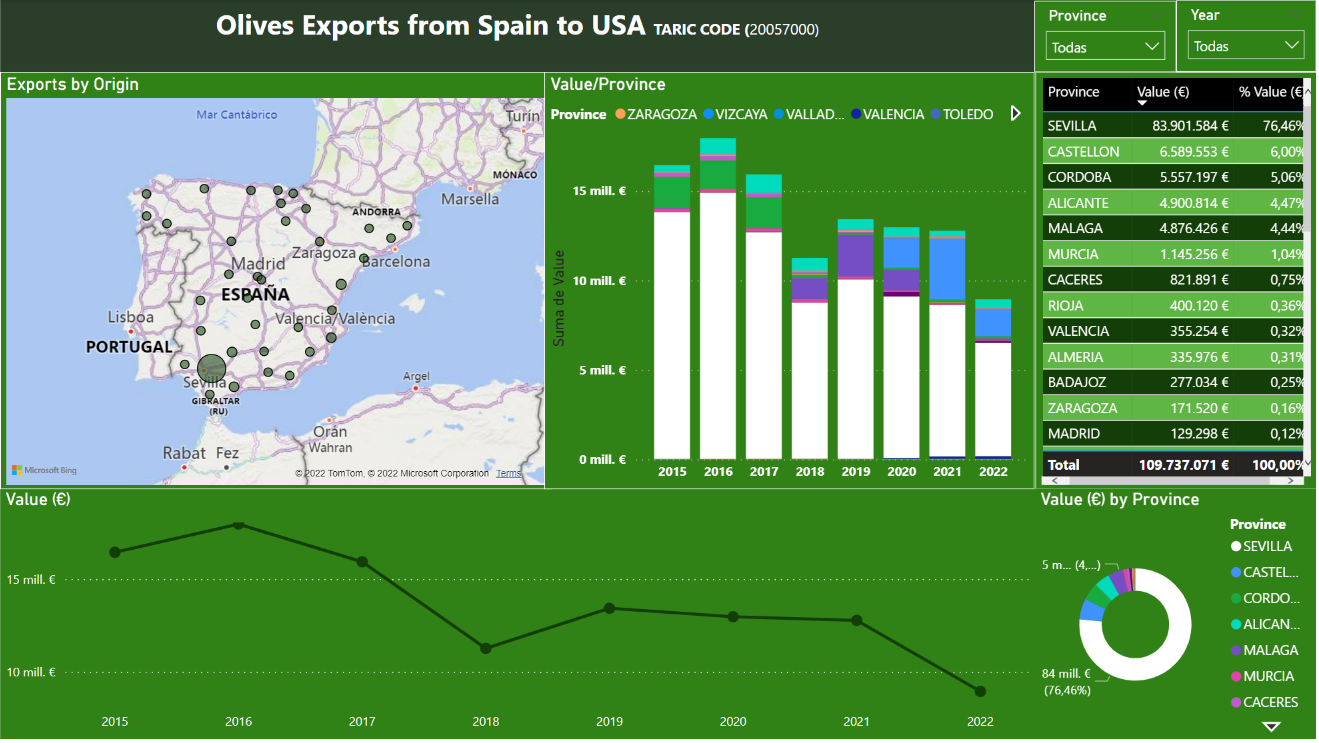 Olives Exports from Spain to USA TARIC CODE (20057000)
Province
Todas
Year
Todas
Exports by Origin
Mar Cantábrico
Turín
MÓNACO
Marsella
ANDORRA
Zaragoza
Barcelona
Madrid
ESPAÑA
Lisboa
Valencia/València
PORTUGAL
Sevilla
GIBRALTAR
(RU)
Argel
Orán
Wahran
Rabat
Fez
Microsoft Bing
© 2022 TomTom, © 2022 Microsoft Corporation Terms
Value/Province
Province ZARAGOZA VIZCAYA VALLAD... VALENCIA TOLEDO
Suma de Value
15 mill. €
10 mill. €
5 mill. €
0 mill. €
2015 2016 2017 2018 2019 2020 2021 2022
Province Value (€) % Value (€
SEVILLA 83.901.584 € 76,46%
CASTELLON 6.589.553 € 6,00%
CORDOBA 5.557.197 € 5,06%
ALICANTE 4.900.814 € 4,47%
MALAGA 4.876.426 € 4,44%
MURCIA 1.145.256 € 1,04%
CACERES 821.891 € 0,75%
RIOJA 400.120 € 0,36%
VALENCIA 355.254 € 0,32%
ALMERIA 335.976 € 0,31%
BADAJOZ 277.034 € 0,25%
ZARAGOZA 171.520 € 0,16%
MADRID 129.298 € 0,12%
Total 109.737.071 € 100,00%
Value (€)
15 mill. €
10 mill. €
2015 2016 2017 2018 2019 2020 2021 2022
Value (€) by Province
5 m... (4,...)
84 mill. €
(76,46%)
Province
SEVILLA
CASTEL...
CORDO...
ALICAN...
MALAGA
MURCIA
CACERES